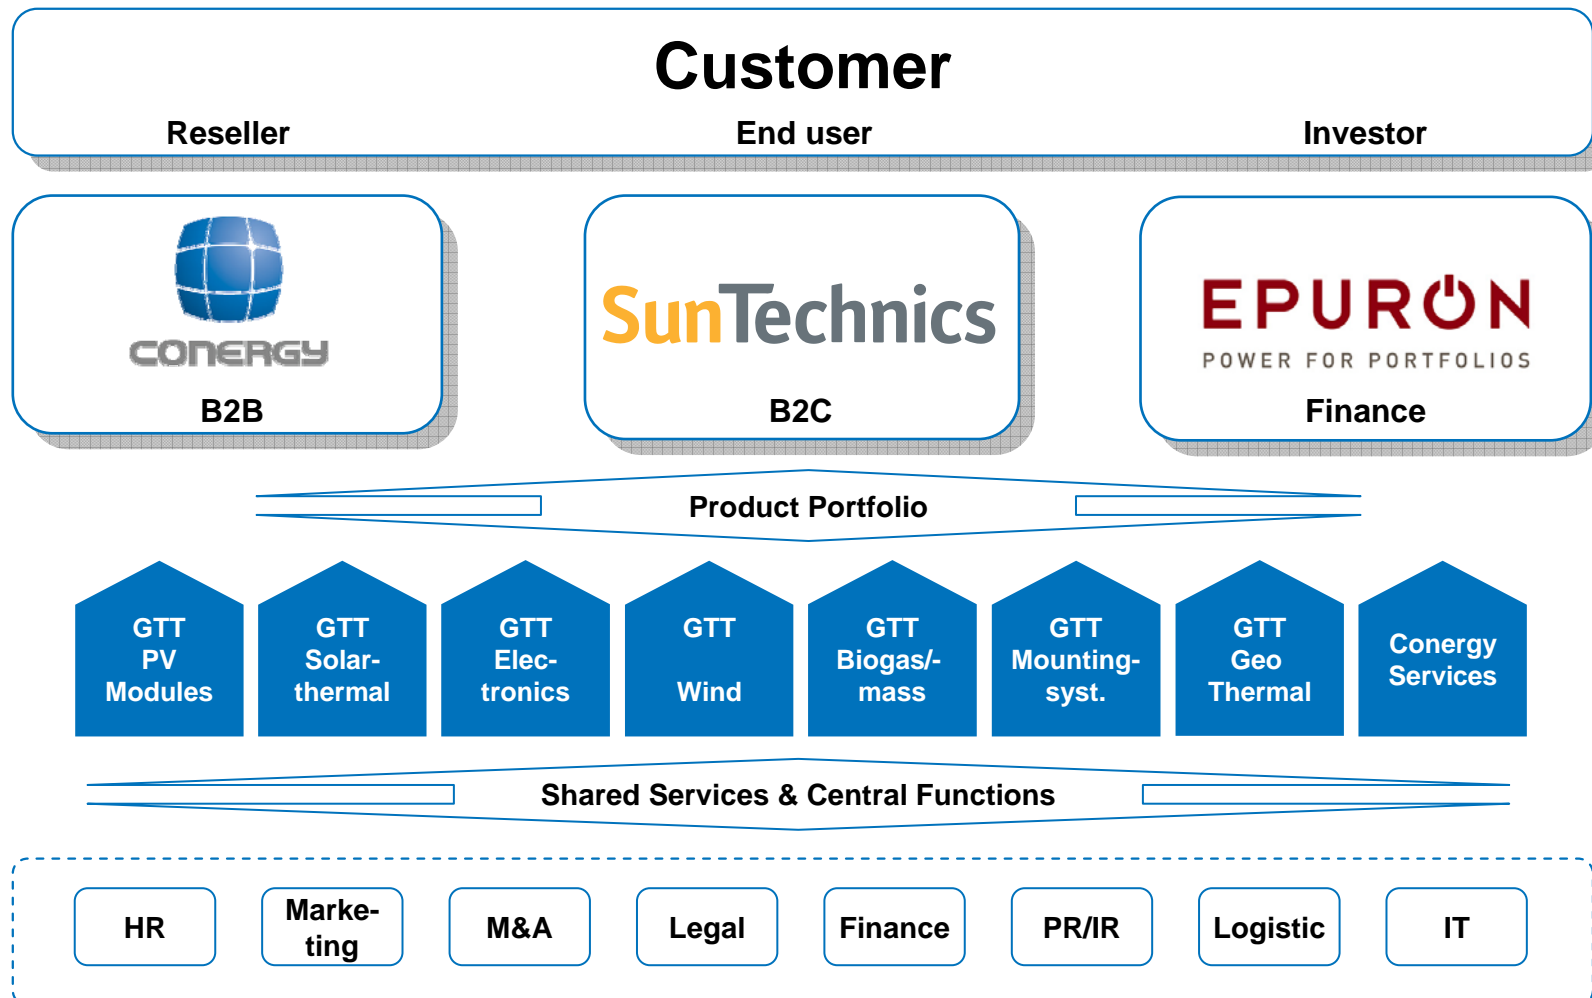 Customer
Reseller End user Investor
CONERGY
SunTechnics
EPURON
POWER FOR PORTFOLIOS
B2B B2C Finance
Product Portfolio
GTT
PV
Modules
GTT
Solar-
thermal
GTT
Elec-
tronics
GTT
Wind
GTT
Biogas/-
mass
GTT
Mounting-
syst.
GTT
Geo
Thermal
Conergy
Services
Shared Services & Central Functions
HR
Marke-
ting
M&A
Legal
Finance
PR/IR
Logistic
IT